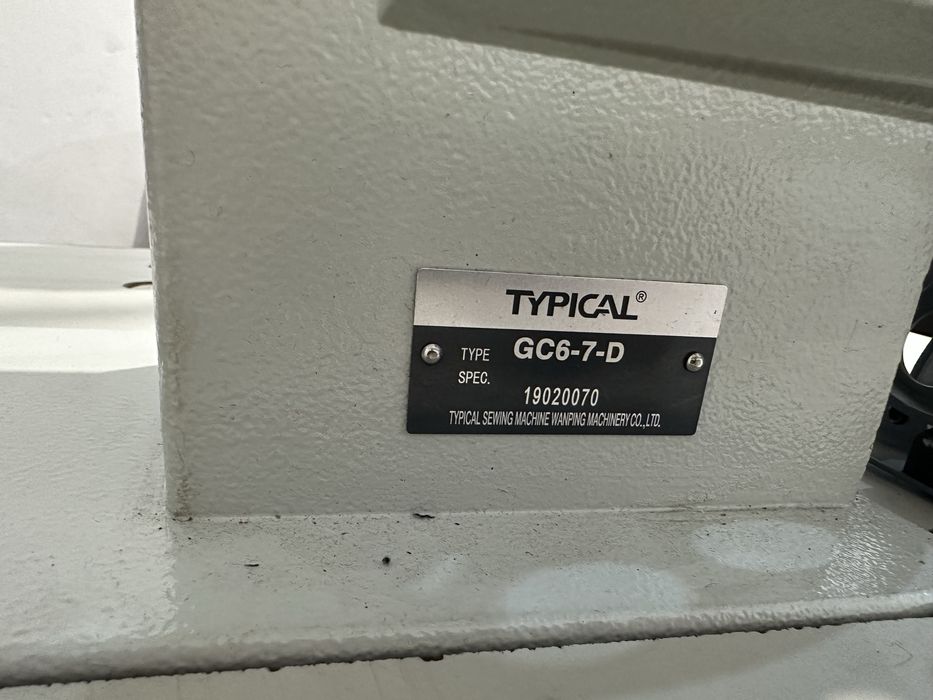 TYPICAL®
TYPE GC6-7-D
SPEC.
19020070
TYPICAL SEWING MACHINE WANPING MACHINERY CO.,LTD.